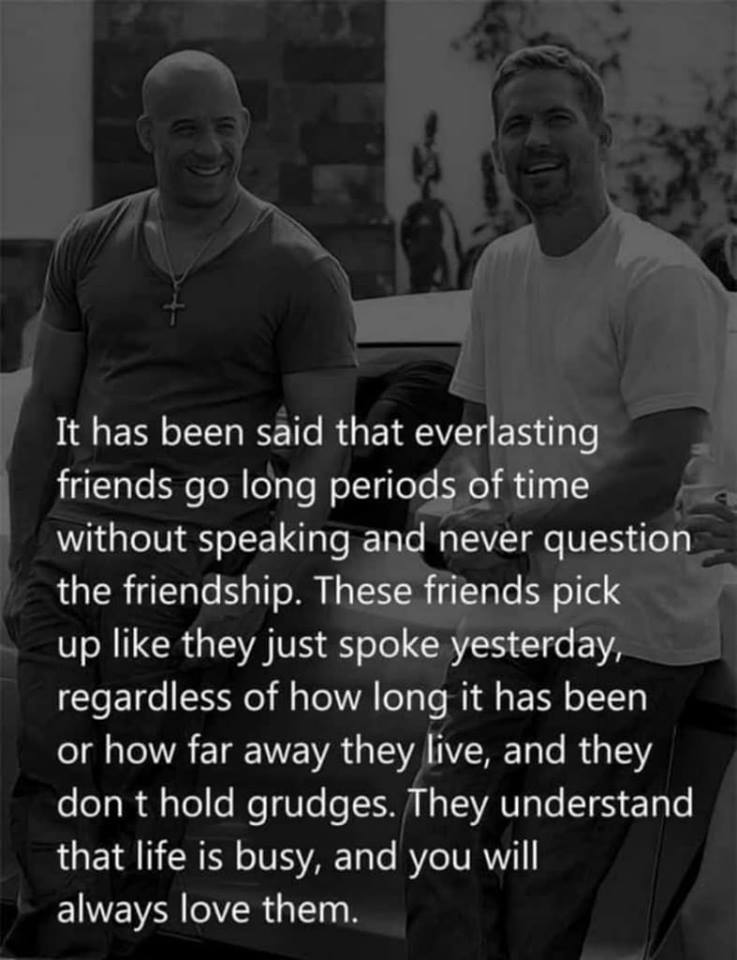 It has been said that everlasting
friends go long periods of time
without speaking and never question
the friendship. These friends pick
up like they just spoke yesterday,
regardless of how long it has been
or how far away they live, and they
don t hold grudges. They understand
that life is busy, and you will
always love them.